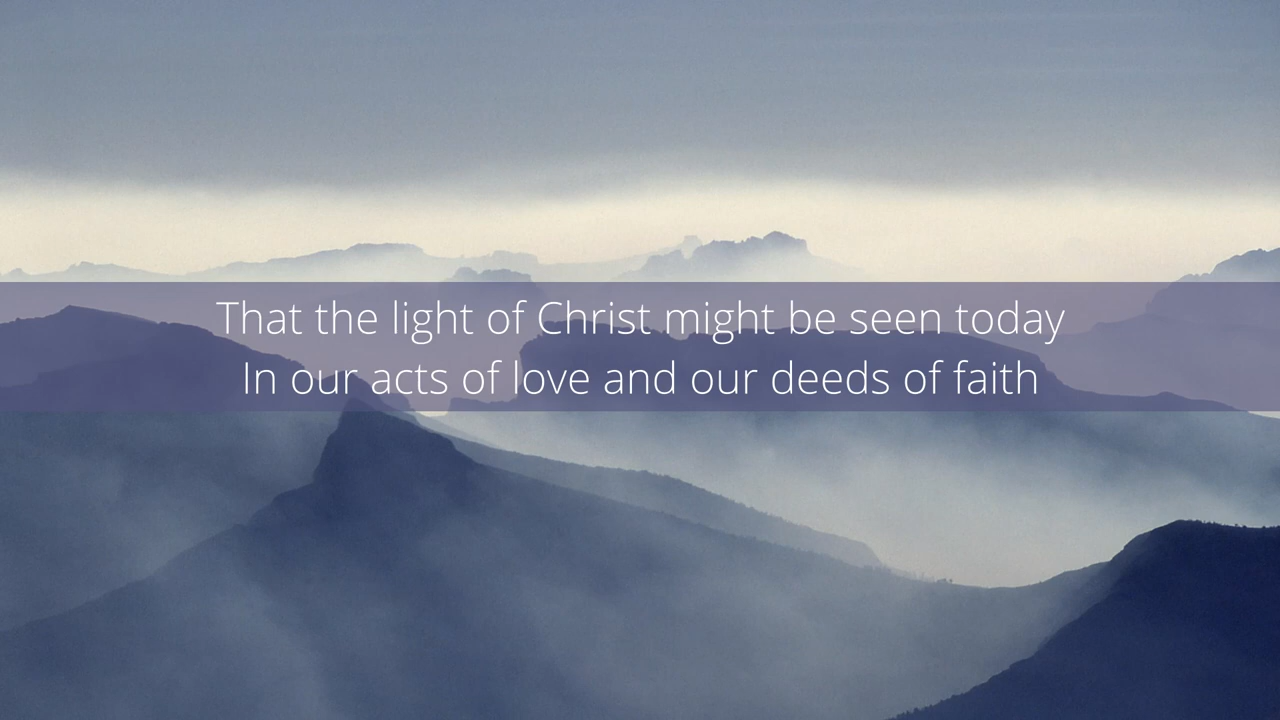 That the light of Christ might be seen today
In our acts of love and our deeds of faith